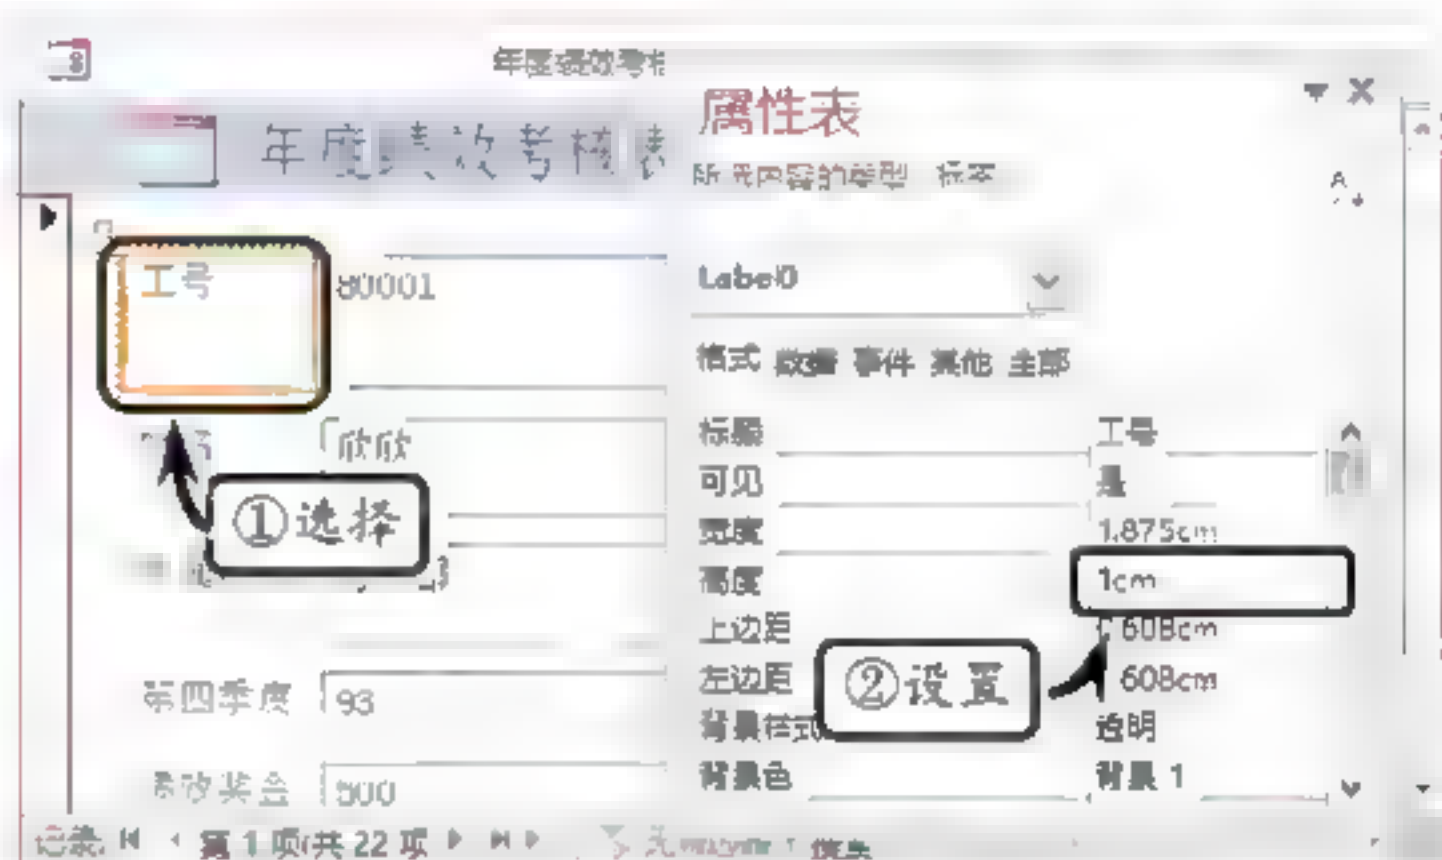 年度绩效考核
年度绩效考核表
工号 80001
欣欣
①选择
第四季度 93
绩效奖金 500
第 1 项(共 22 项
属性表
所选内容的类型 标签
Label0
格式 数据 事件 其他 全部
标题 工号
可见 是
宽度 1.875cm
高度 1cm
上边距 608cm
左边距 608cm
②设置
背景样式 透明
背景色 背景 1